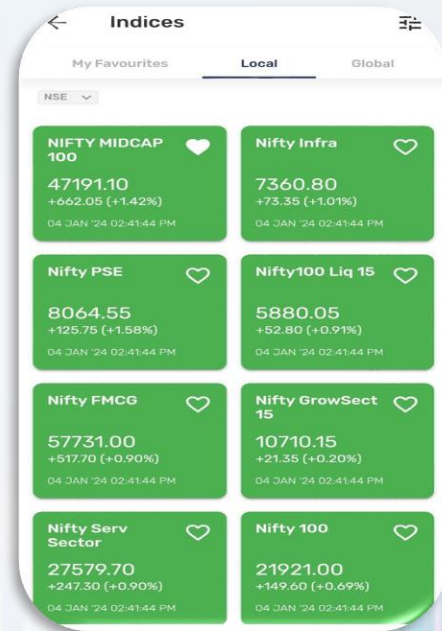 Indices
My Favourites Local Global
NSE
NIFTY MIDCAP
100
47191.10
+662.05 (+1.42%)
04 JAN '24 02:41:44 PM
Nifty Infra
7360.80
+73.35 (+1.01%)
04 JAN '24 02:41:44 PM
Nifty PSE
8064.55
+125.75 (+1.58%)
04 JAN '24 02:41:44 PM
Nifty100 Liq 15
5880.05
+52.80 (+0.91%)
04 JAN '24 02:41:44 PM
Nifty FMCG
57731.00
+517.70 (+0.90%)
04 JAN '24 02:41:44 PM
Nifty GrowSect
15
10710.15
+21.35 (+0.20%)
04 JAN '24 02:41:44 PM
Nifty Serv
Sector
27579.70
+247.30 (+0.90%)
04 JAN '24 02:41:44 PM
Nifty 100
21921.00
+149.60 (+0.69%)
04 JAN '24 02:41:44 PM